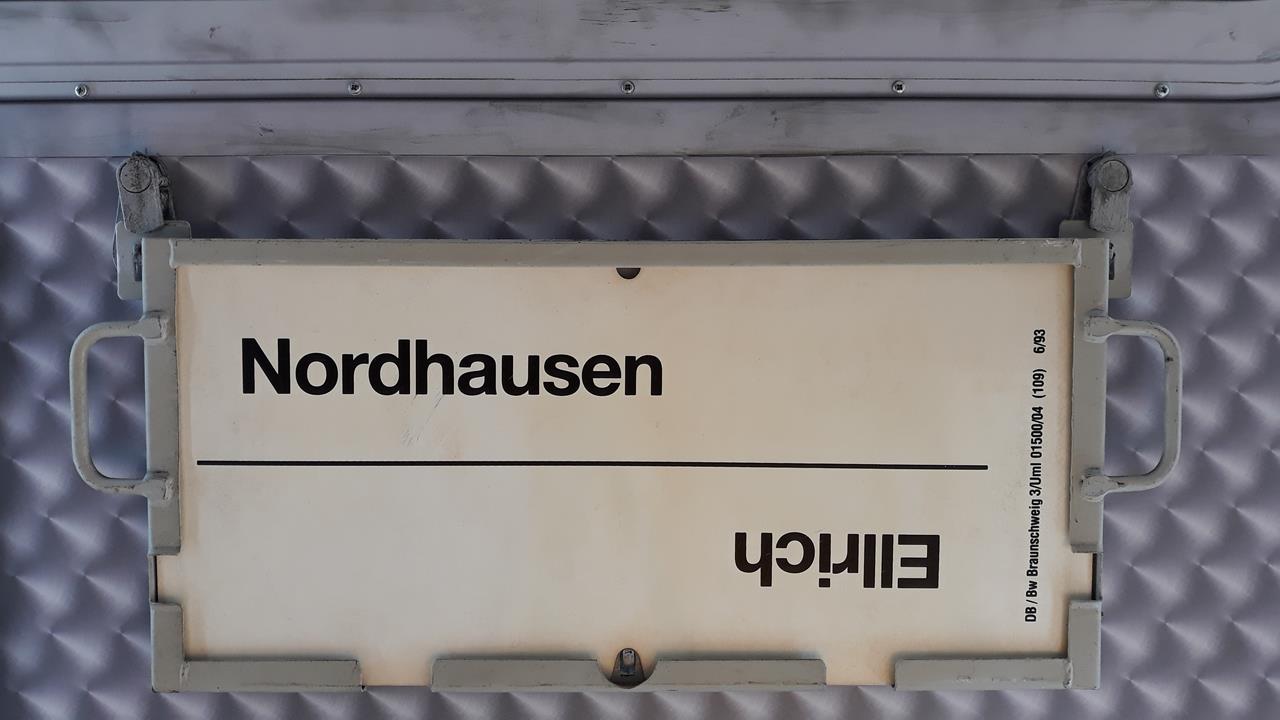 Nordhausen
Ellrich
DB / Bw Braunschweig 3/Uml 01500/04 (109) 6/93